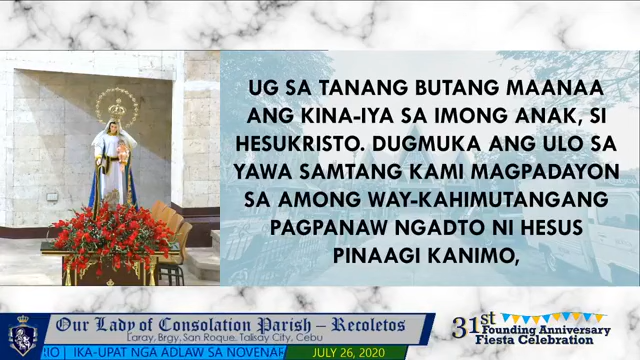 UG SA TANANG BUTANG MAANAA
ANG KINA-IYA SA IMONG ANAK, SI
HESUKRISTO. DUGMUKA ANG ULO SA
YAWA SAMTANG KAMI MAGPADAYON
SA AMONG WAY-KAHIMUTANGANG
PAGPANAW NGADTO NI HESUS
PINAAGI KANIMO,
Our Lady of Consolation Parish – Recoletos
Laray, Brgy, San Roque, Talisay City, Cebu
RIO | IKA-UPAT NGA ADLAW SA NOVENAR
JULY 26, 2020
31st
Founding Anniversary
Fiesta Celebration